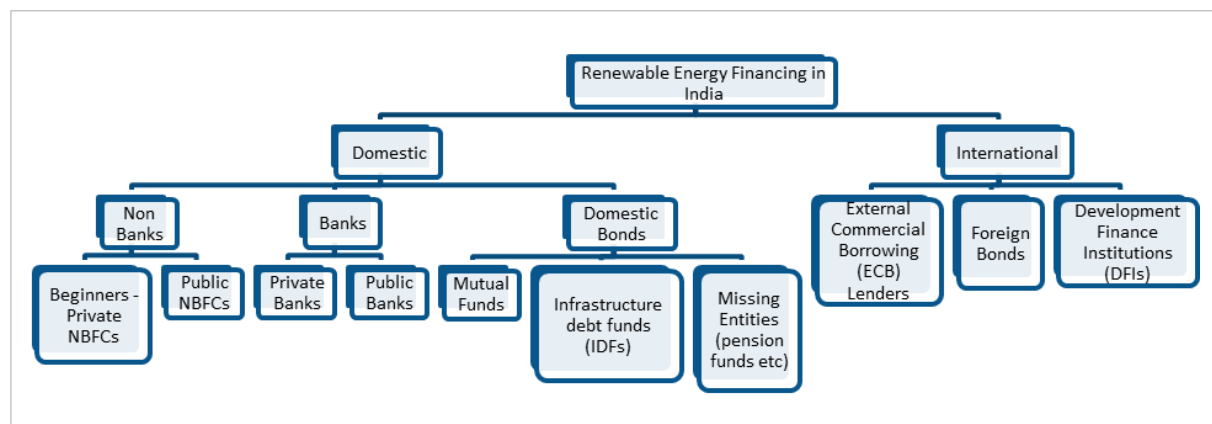 Renewable Energy Financing in
India
Domestic
International
Non
Banks
Banks
Domestic
Bonds
External
Commercial
Borrowing
(ECB)
Lenders
Foreign
Bonds
Development
Finance
Institutions
(DFIs)
Beginners -
Private
NBFCs
Public
NBFCs
Private
Banks
Public
Banks
Mutual
Funds
Infrastructure
debt funds
(IDFs)
Missing
Entities
(pension
funds etc)